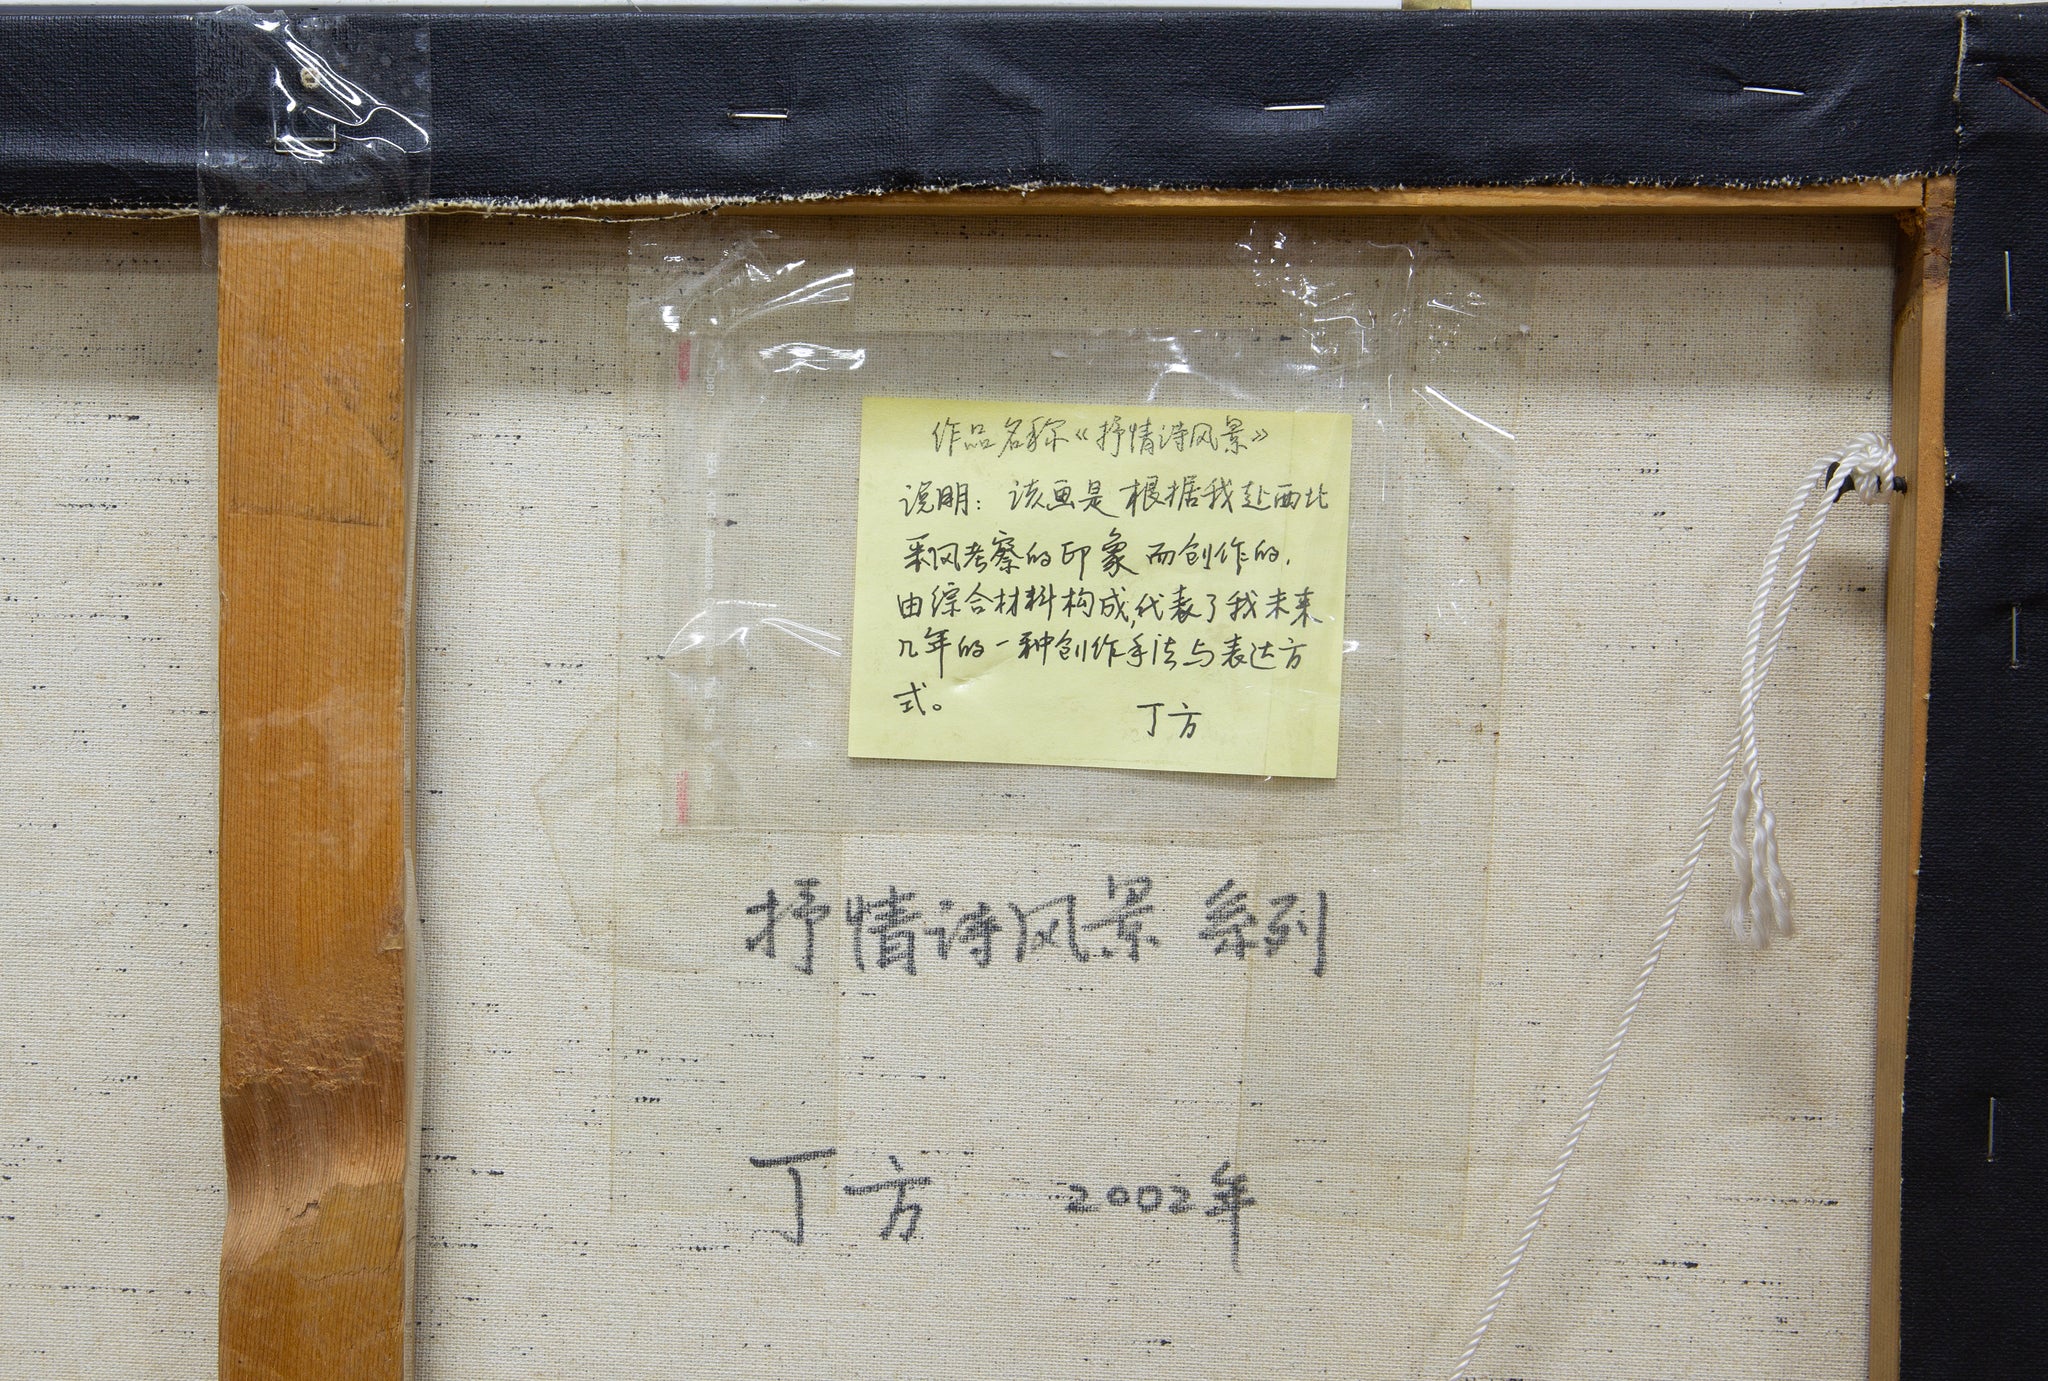 作品名称《抒情诗风景》
说明：该画是根据我赴西北
采风考察的印象而创作的.
由综合材料构成,代表了我未来
几年的一种创作手法与表达方
式。
丁方
抒情诗风景 系列
丁方 2002年